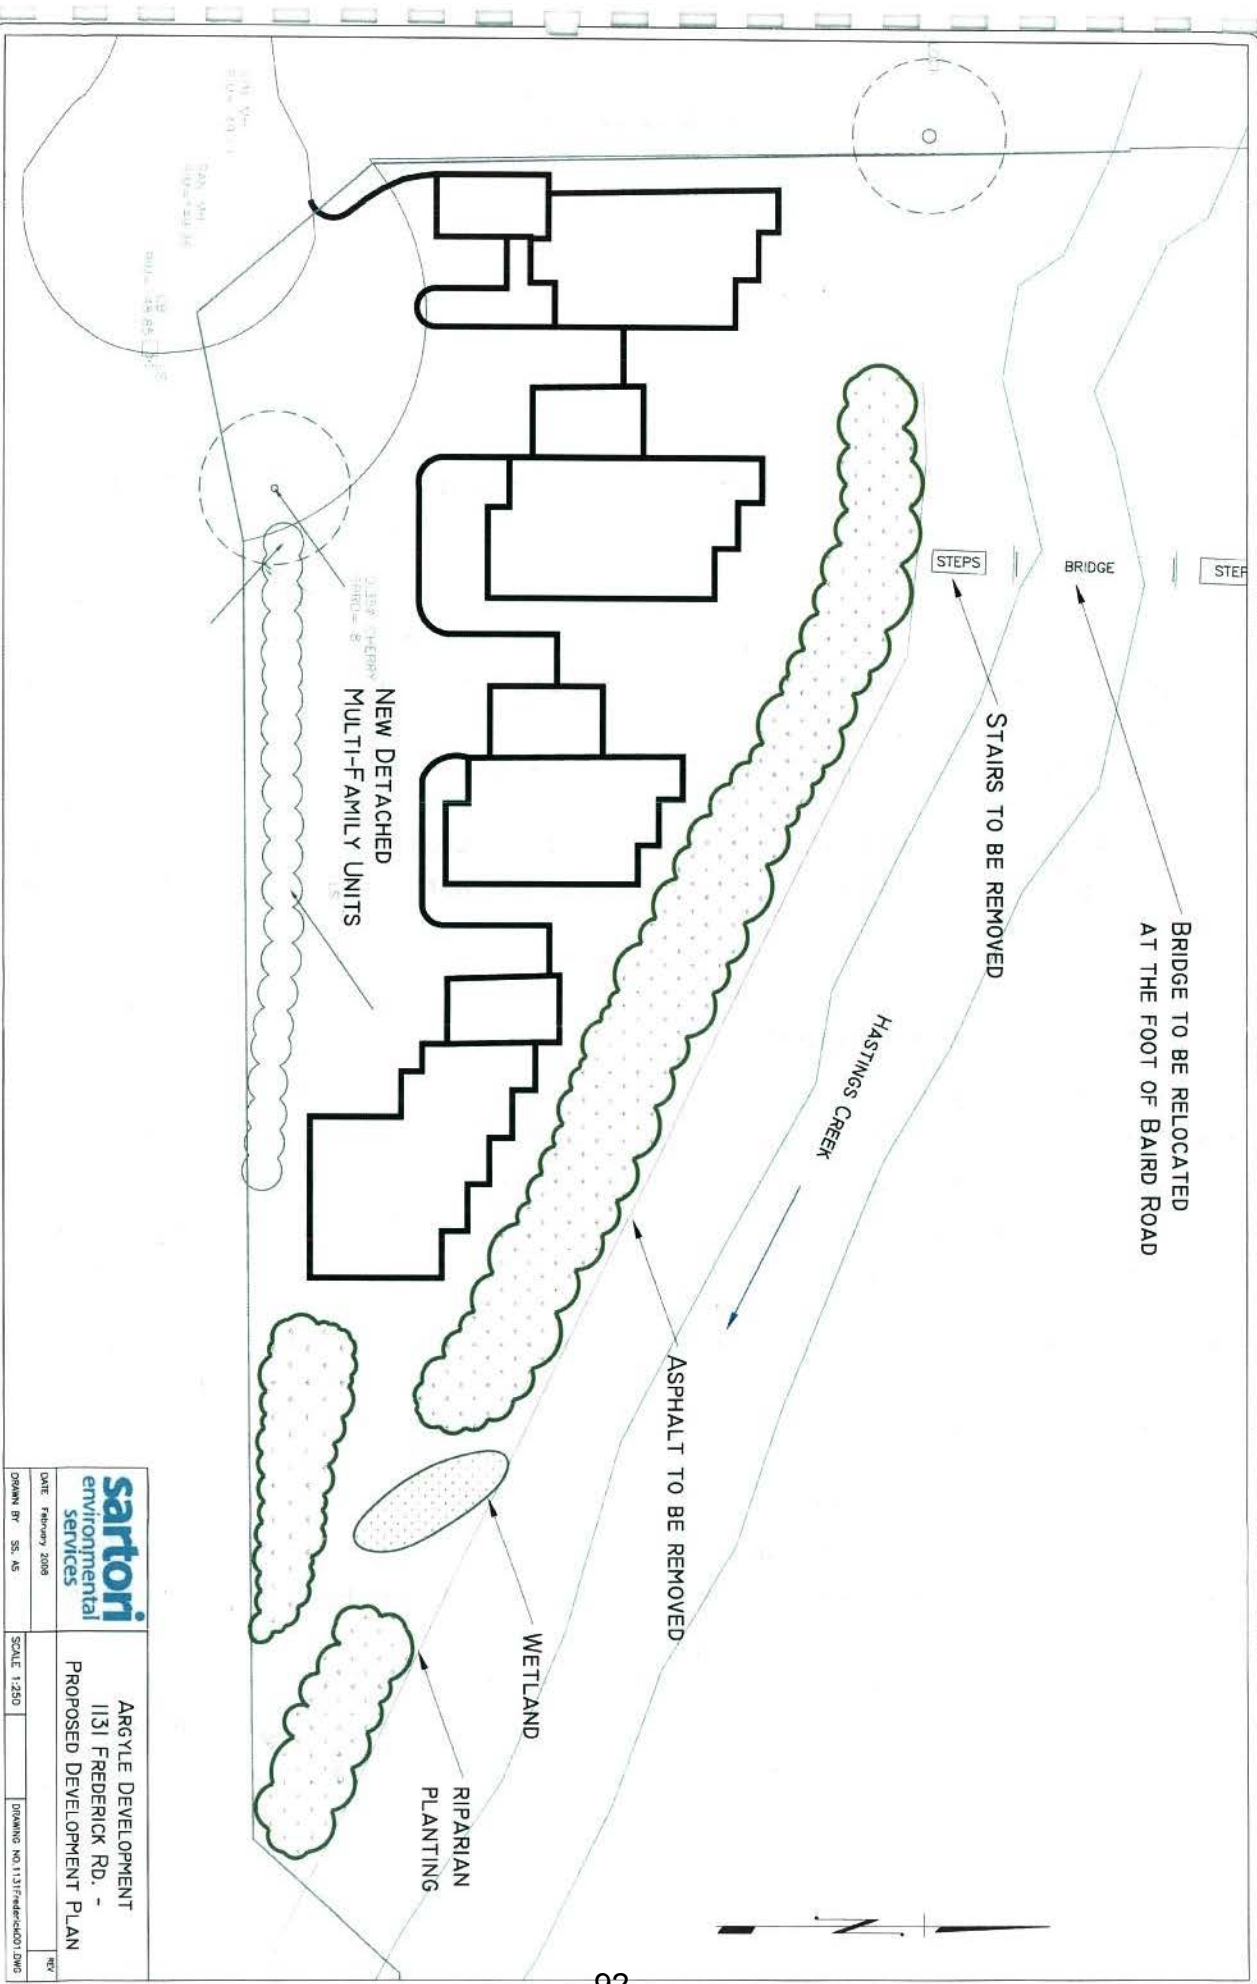 STEPS
BRIDGE
STEP
BRIDGE TO BE RELOCATED
AT THE FOOT OF BAIRD ROAD
STAIRS TO BE REMOVED
HASTINGS CREEK
NEW DETACHED
MULTI-FAMILY UNITS
ASPHALT TO BE REMOVED
WETLAND
RIPARIAN
PLANTING
sartori
environmental
services
ARGYLE DEVELOPMENT
1131 FREDERICK RD. -
PROPOSED DEVELOPMENT PLAN
DATE February 2008
REV
DRAWN BY SS, AS
SCALE 1:250
DRAWING NO.1131Frederick001.DWG